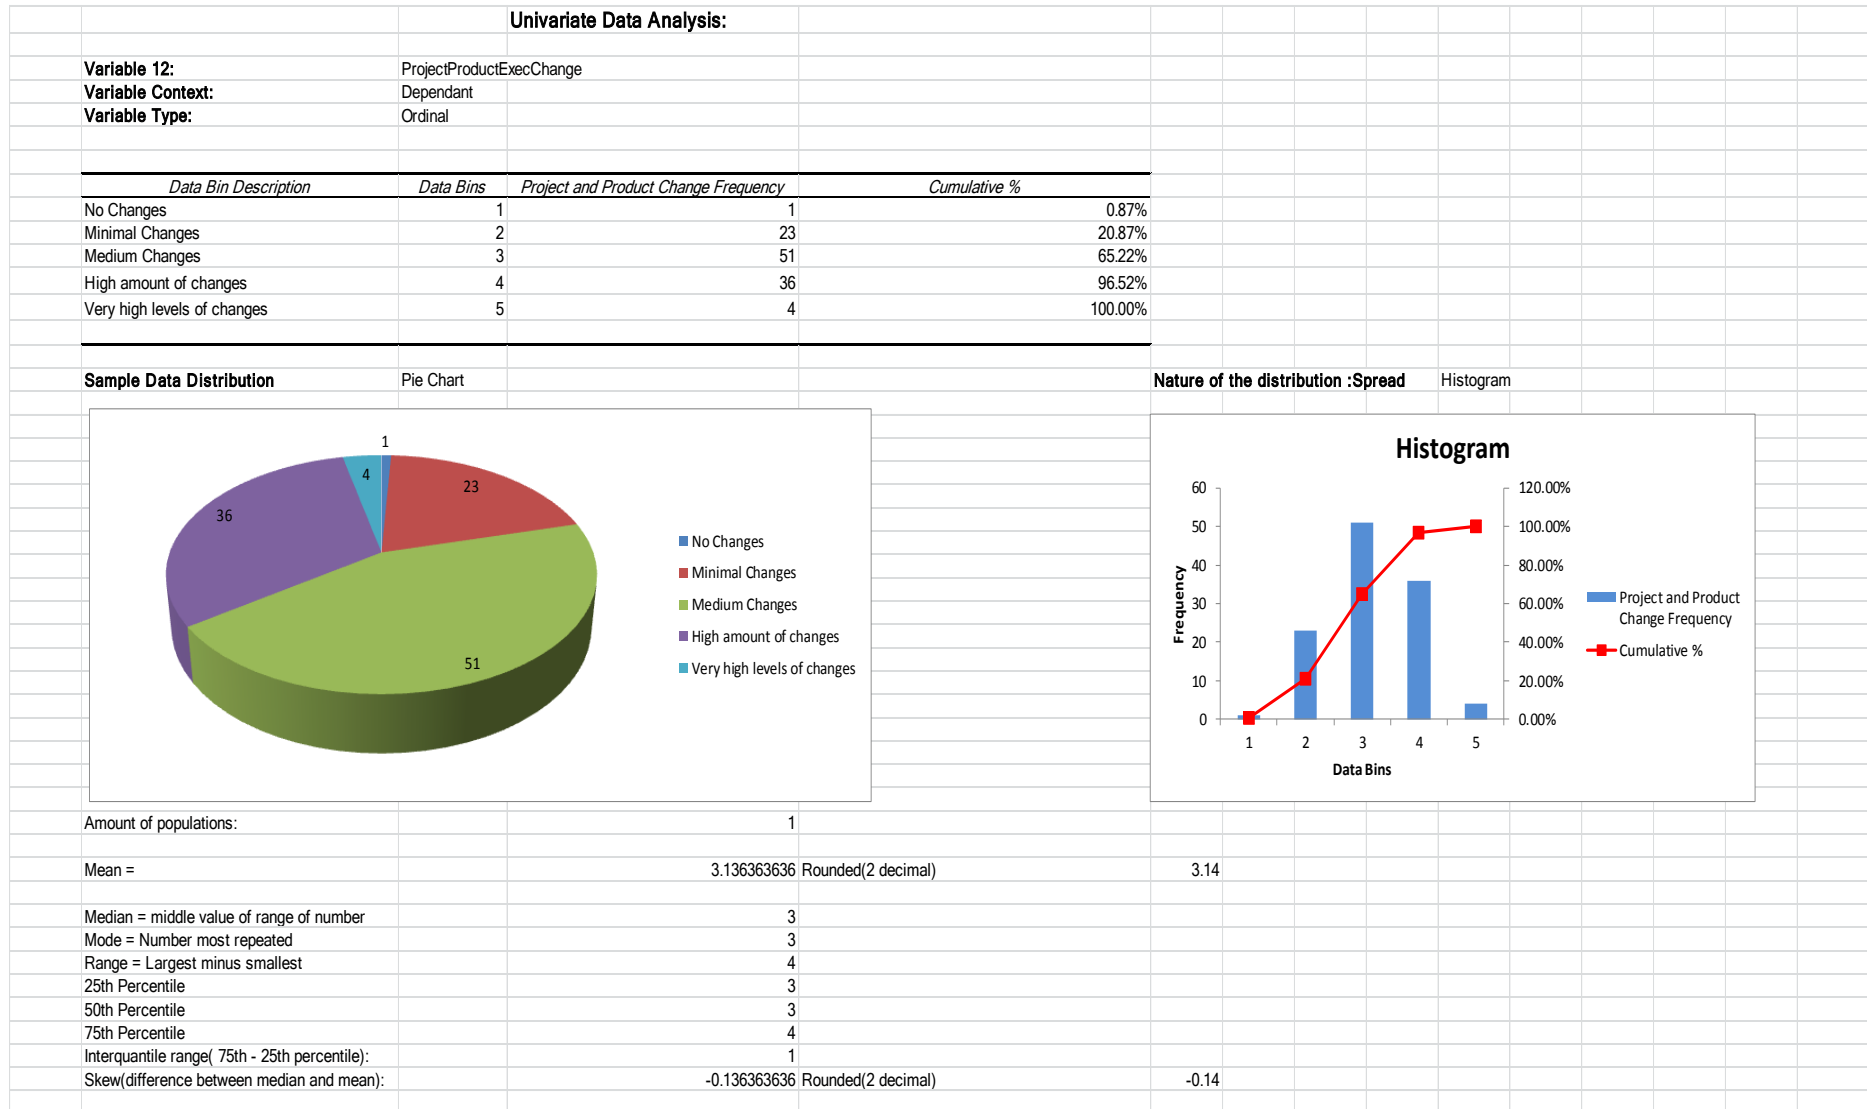 Univariate Data Analysis:
Variable 12: ProjectProductExecChange
Variable Context: Dependant
Variable Type: Ordinal
Data Bin Description Data Bins Project and Product Change Frequency Cumulative %
No Changes 1 1 0.87%
Minimal Changes 2 23 20.87%
Medium Changes 3 51 65.22%
High amount of changes 4 36 96.52%
Very high levels of changes 5 4 100.00%
Sample Data Distribution Pie Chart
Nature of the distribution :Spread Histogram
1
4
23
36
51
No Changes
Minimal Changes
Medium Changes
High amount of changes
Very high levels of changes
Histogram
60
50
40
30
20
10
0
Frequency
120.00%
100.00%
80.00%
60.00%
40.00%
20.00%
0.00%
1 2 3 4 5
Data Bins
Project and Product
Change Frequency
Cumulative %
Amount of populations: 1
Mean = 3.136363636 Rounded(2 decimal) 3.14
Median = middle value of range of number 3
Mode = Number most repeated 3
Range = Largest minus smallest 4
25th Percentile 3
50th Percentile 3
75th Percentile 4
Interquantile range( 75th - 25th percentile): 1
Skew(difference between median and mean): -0.136363636 Rounded(2 decimal) -0.14